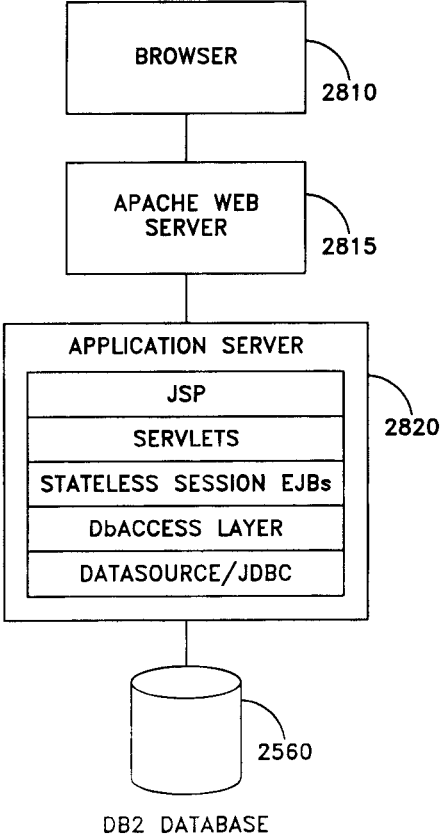 BROWSER
2810
APACHE WEB
SERVER
2815
APPLICATION SERVER
JSP
2820
SERVLETS
STATELESS SESSION EJBs
DbACCESS LAYER
DATASOURCE/JDBC
2560
DB2 DATABASE